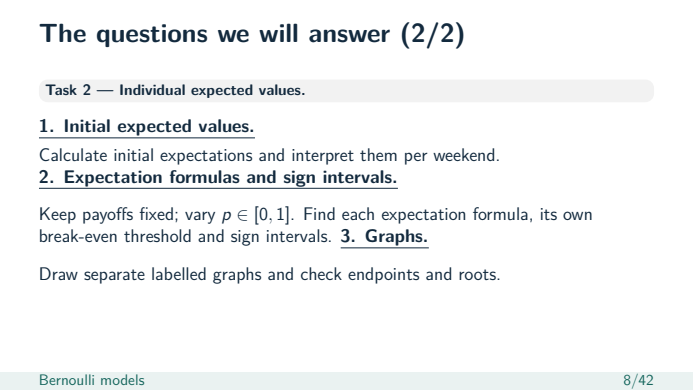 The questions we will answer (2/2)
Task 2 — Individual expected values.
1. Initial expected values.
Calculate initial expectations and interpret them per weekend.
2. Expectation formulas and sign intervals.
Keep payoffs fixed; vary p ∈ [0, 1]. Find each expectation formula, its own
break-even threshold and sign intervals. 3. Graphs.
Draw separate labelled graphs and check endpoints and roots.
Bernoulli models 8/42